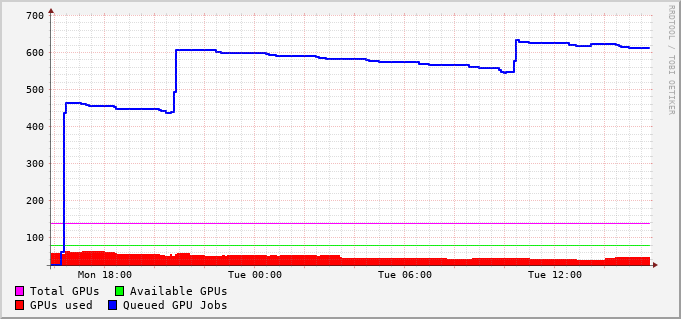 700
600
500
400
300
200
100
Mon 18:00 Tue 00:00 Tue 06:00 Tue 12:00
Total GPUs Available GPUs
GPUs used Queued GPU Jobs
RRDTOOL / TOBI OETIKER